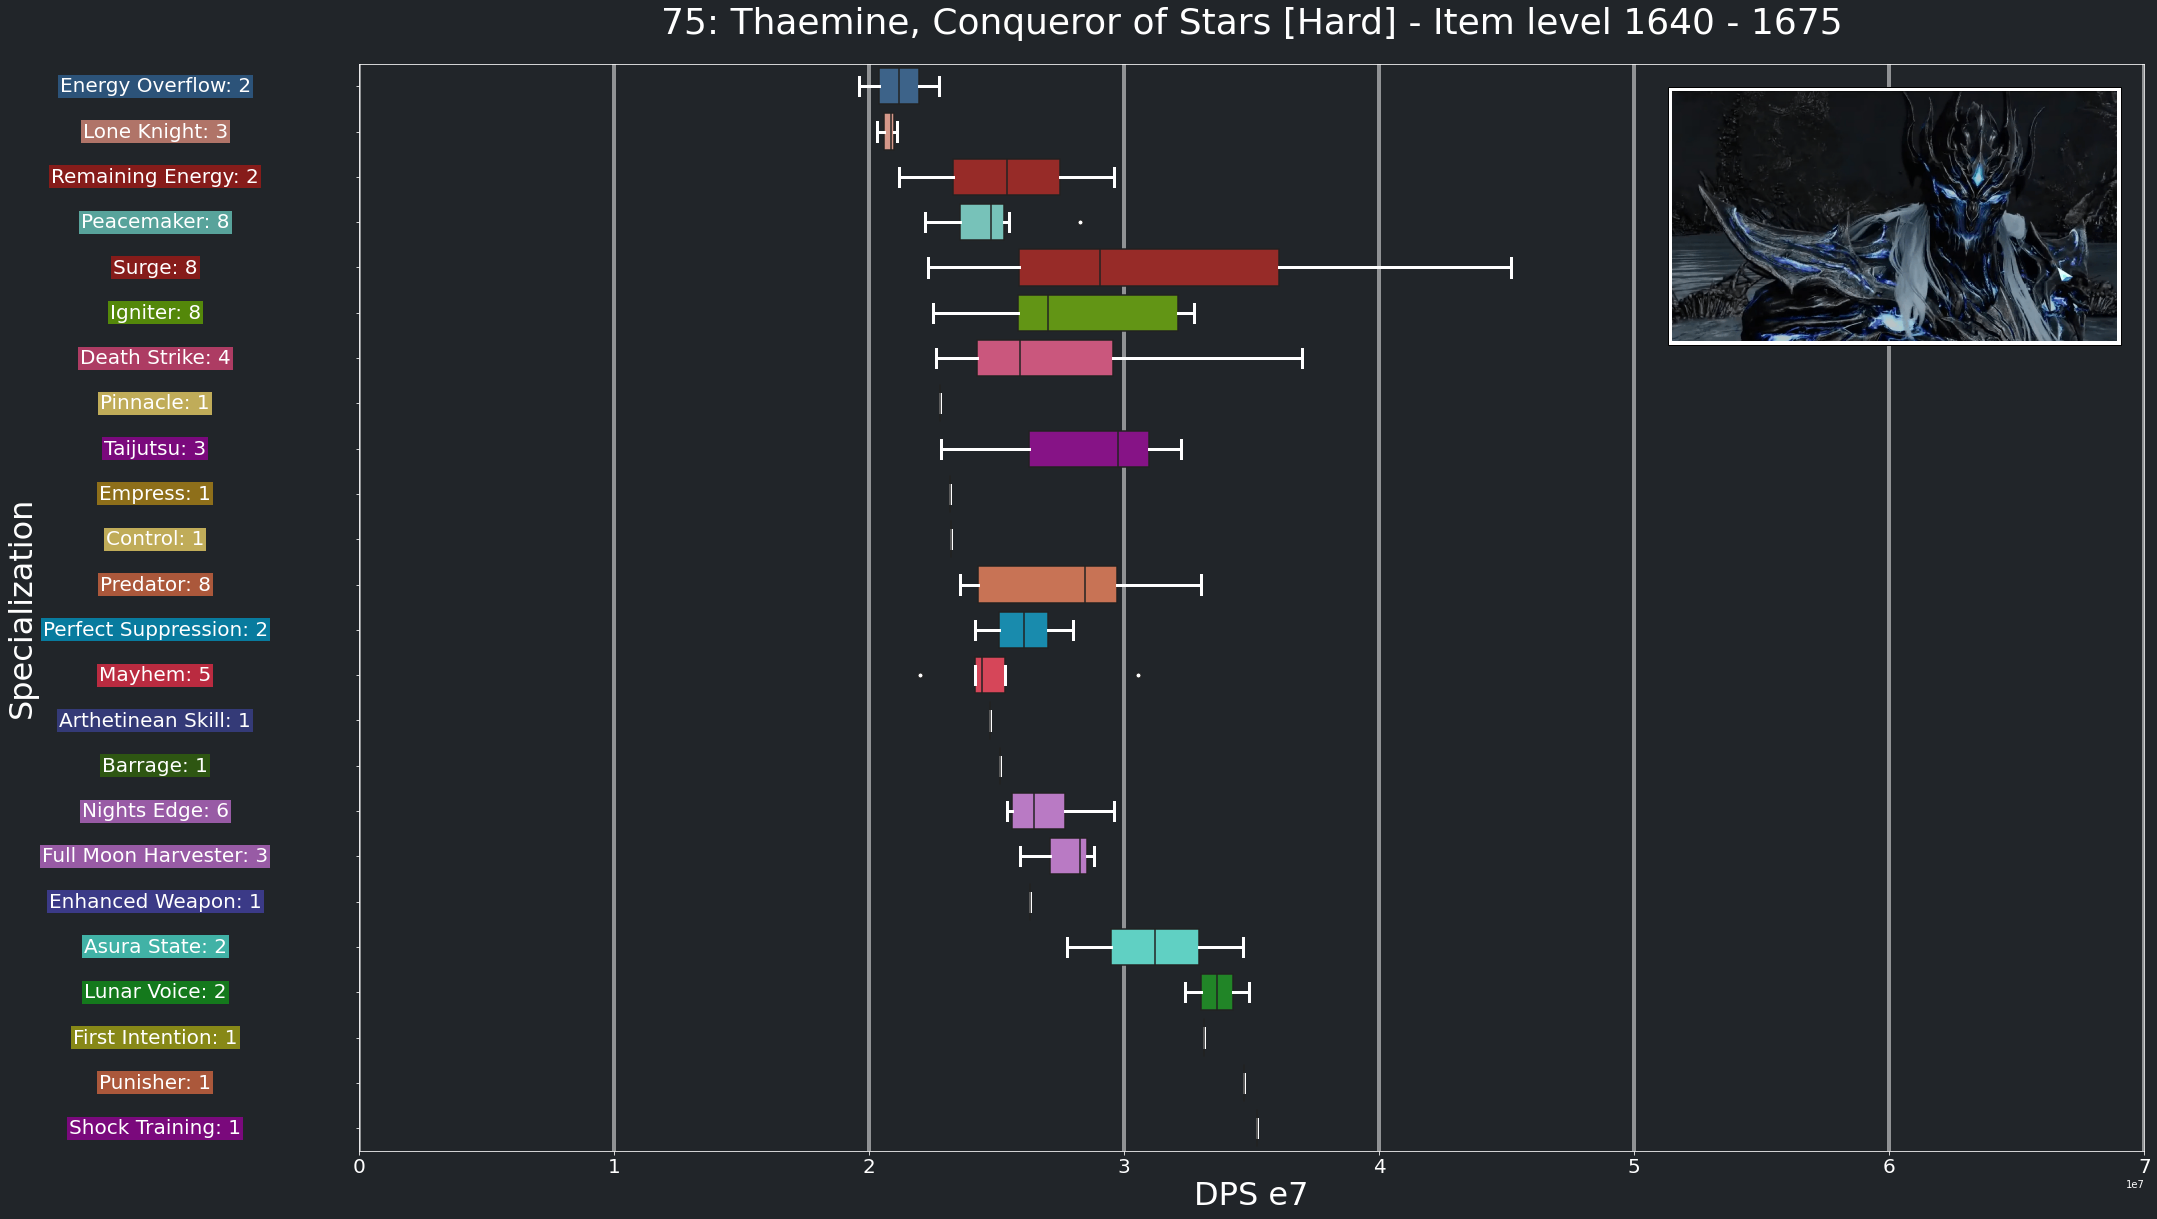 75: Thaemine, Conqueror of Stars [Hard] - Item level 1640 - 1675
Specialization
Energy Overflow: 2
Lone Knight: 3
Remaining Energy: 2
Peacemaker: 8
Surge: 8
Igniter: 8
Death Strike: 4
Pinnacle: 1
Taijutsu: 3
Empress: 1
Control: 1
Predator: 8
Perfect Suppression: 2
Mayhem: 5
Arthetinean Skill: 1
Barrage: 1
Nights Edge: 6
Full Moon Harvester: 3
Enhanced Weapon: 1
Asura State: 2
Lunar Voice: 2
First Intention: 1
Punisher: 1
Shock Training: 1
0 1 2 3 4 5 6 7
1e7
DPS e7